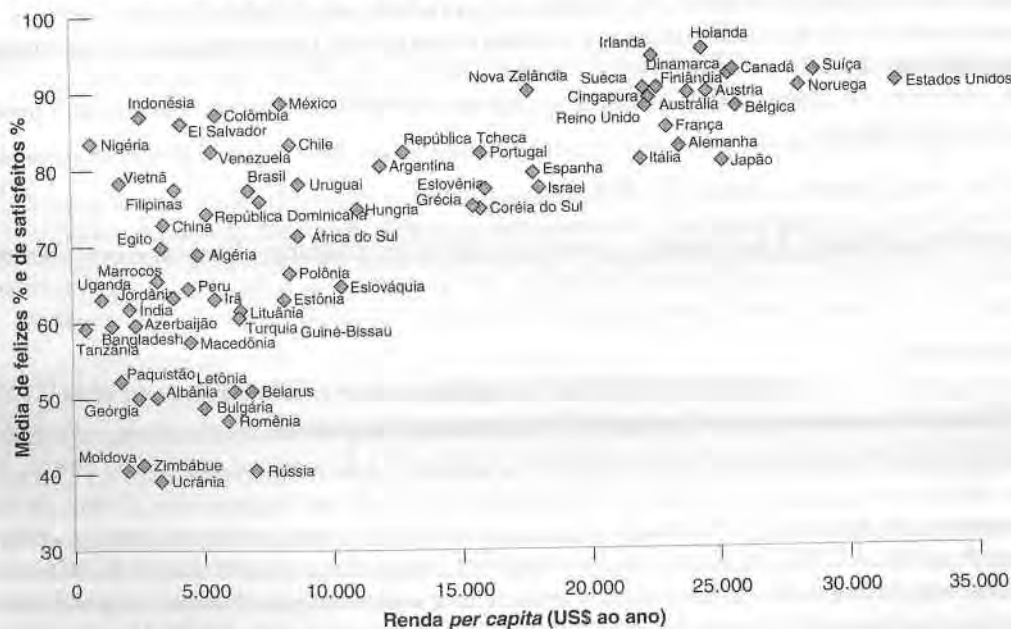 Média de felizes % e de satisfeitos %
100
90
80
70
60
50
40
30
Holanda
Irlanda
Dinamarca
Canadá
Suíça
Estados Unidos
Nova Zelândia
Suécia
Finlândia
Noruega
Cingapura
Áustria
Austrália
Bélgica
Reino Unido
França
Alemanha
Itália
Japão
Indonésia
México
Colômbia
El Salvador
Nigéria
Chile
Venezuela
República Tcheca
Portugal
Argentina
Espanha
Vietnã
Brasil
Uruguai
Eslovênia
Israel
Filipinas
Grécia
Coréia do Sul
República Dominicana
Hungria
China
África do Sul
Egito
Argélia
Marrocos
Polônia
Uganda
Eslováquia
Jordânia
Peru
Irã
Estônia
Índia
Lituânia
Azerbaijão
Turquia
Guiné-Bissau
Bangladesh
Tanzânia
Macedônia
Paquistão
Letônia
Albânia
Belarus
Geórgia
Bulgária
Romênia
Moldova
Zimbábue
Ucrânia
Rússia
0
5.000
10.000
15.000
20.000
25.000
30.000
35.000
Renda per capita (US$ ao ano)